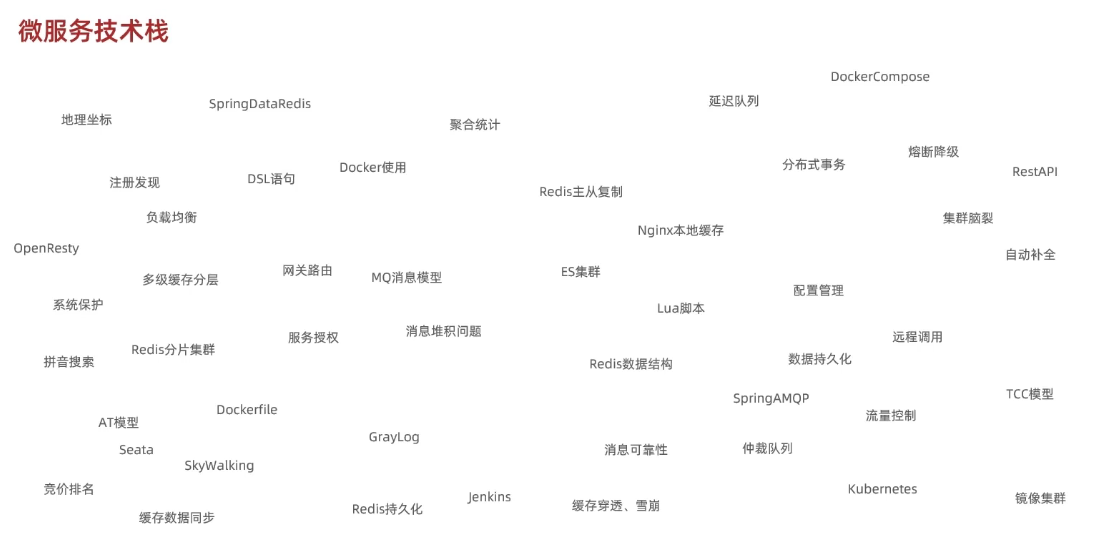 微服务技术栈
DockerCompose
延迟队列
SpringDataRedis
地理坐标
聚合统计
熔断降级
分布式事务
Docker使用
RestAPI
DSL语句
注册发现
Redis主从复制
负载均衡
集群脑裂
Nginx本地缓存
OpenResty
自动补全
网关路由
ES集群
MQ消息模型
多级缓存分层
配置管理
系统保护
Lua脚本
消息堆积问题
服务授权
远程调用
Redis分片集群
数据持久化
拼音搜索
Redis数据结构
TCC模型
SpringAMQP
Dockerfile
流量控制
AT模型
GrayLog
仲裁队列
Seata
消息可靠性
SkyWalking
竞价排名
Kubernetes
Jenkins
镜像集群
缓存穿透、雪崩
Redis持久化
缓存数据同步